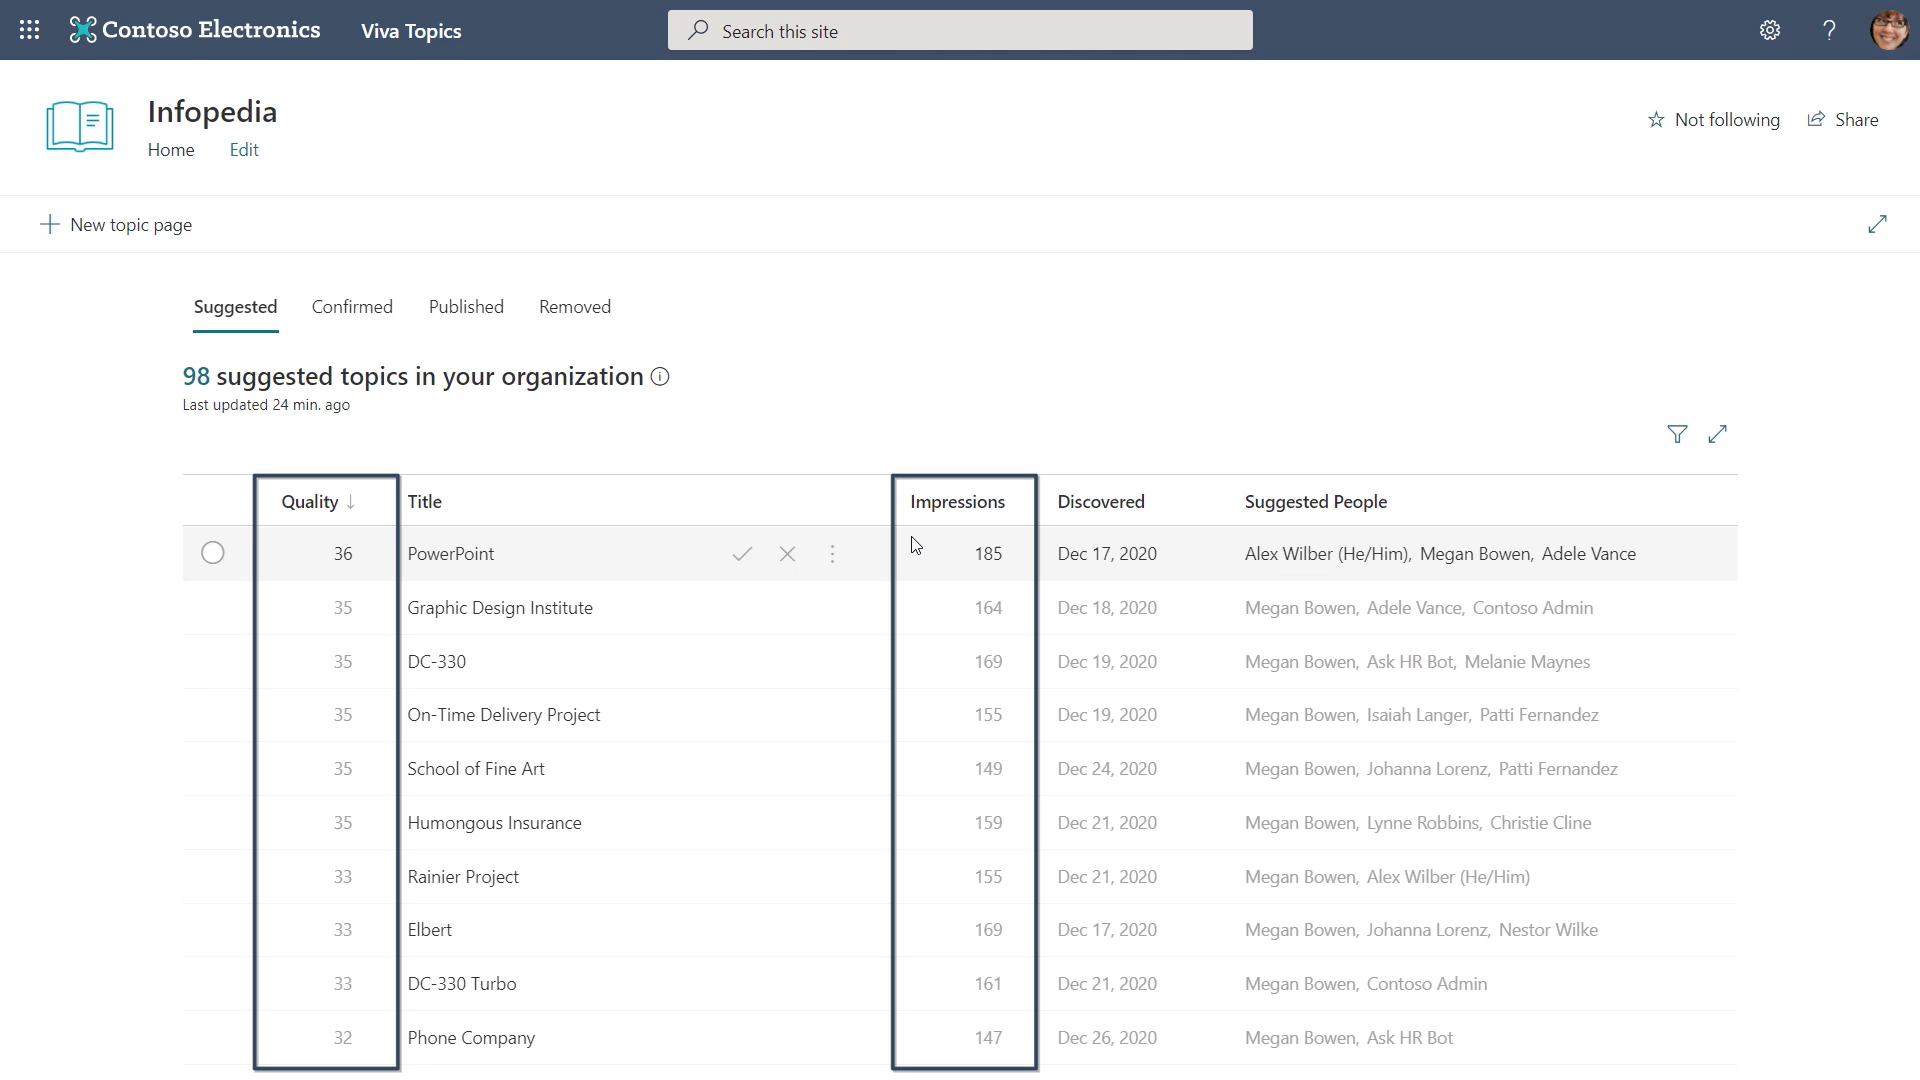 Contoso Electronics Viva Topics Search this site ?
Infopedia
Home Edit
Not following Share
New topic page
Suggested Confirmed Published Removed
98 suggested topics in your organization
Last updated 24 min. ago
Quality ↓ Title Impressions Discovered Suggested People
36 PowerPoint 185 Dec 17, 2020 Alex Wilber (He/Him), Megan Bowen, Adele Vance
35 Graphic Design Institute 164 Dec 18, 2020 Megan Bowen, Adele Vance, Contoso Admin
35 DC-330 169 Dec 19, 2020 Megan Bowen, Ask HR Bot, Melanie Maynes
35 On-Time Delivery Project 155 Dec 19, 2020 Megan Bowen, Isaiah Langer, Patti Fernandez
35 School of Fine Art 149 Dec 24, 2020 Megan Bowen, Johanna Lorenz, Patti Fernandez
35 Humongous Insurance 159 Dec 21, 2020 Megan Bowen, Lynne Robbins, Christie Cline
33 Rainier Project 155 Dec 21, 2020 Megan Bowen, Alex Wilber (He/Him)
33 Elbert 169 Dec 17, 2020 Megan Bowen, Johanna Lorenz, Nestor Wilke
33 DC-330 Turbo 161 Dec 21, 2020 Megan Bowen, Contoso Admin
32 Phone Company 147 Dec 26, 2020 Megan Bowen, Ask HR Bot